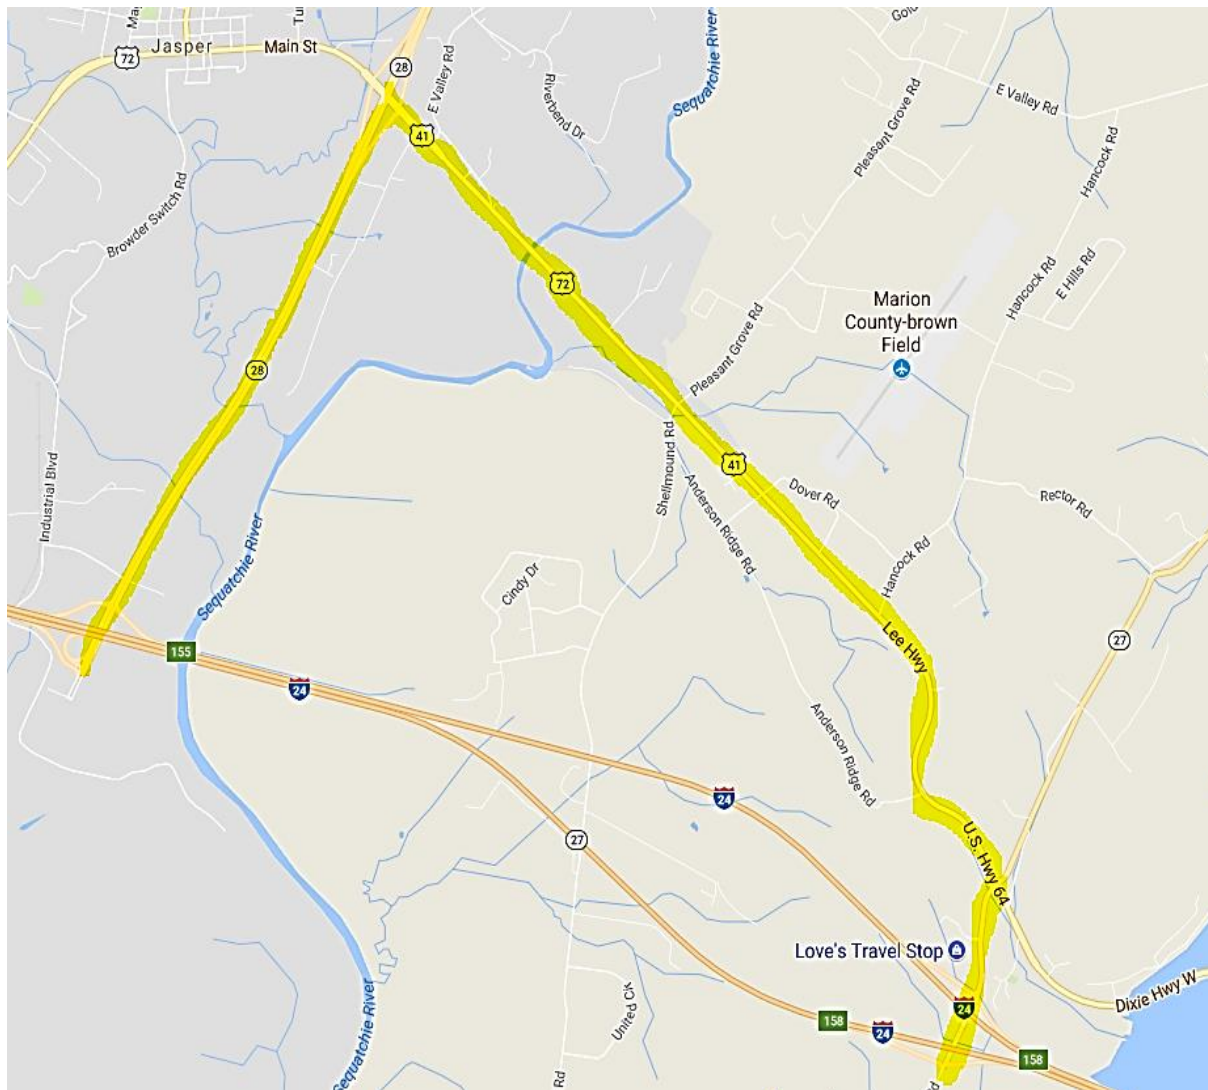 Jasper
Main St
72
28
E Valley Rd
41
Riverbend Dr
Sequatchie River
E Valley Rd
Pleasant Grove Rd
Hancock Rd
Browder Switch Rd
72
Marion
County-brown
Field
Hancock Rd
E Hills Rd
Pleasant Grove Rd
28
Industrial Blvd
Shellmound Rd
41
Anderson Ridge Rd
Dover Rd
Rector Rd
Hancock Rd
Cindy Dr
Sequatchie River
Lee Hwy
27
155
24
Anderson Ridge Rd
24
27
U.S. Hwy 64
Love's Travel Stop
24
Dixie Hwy W
United Ck
158
24
158
Sequatchie River
Rd